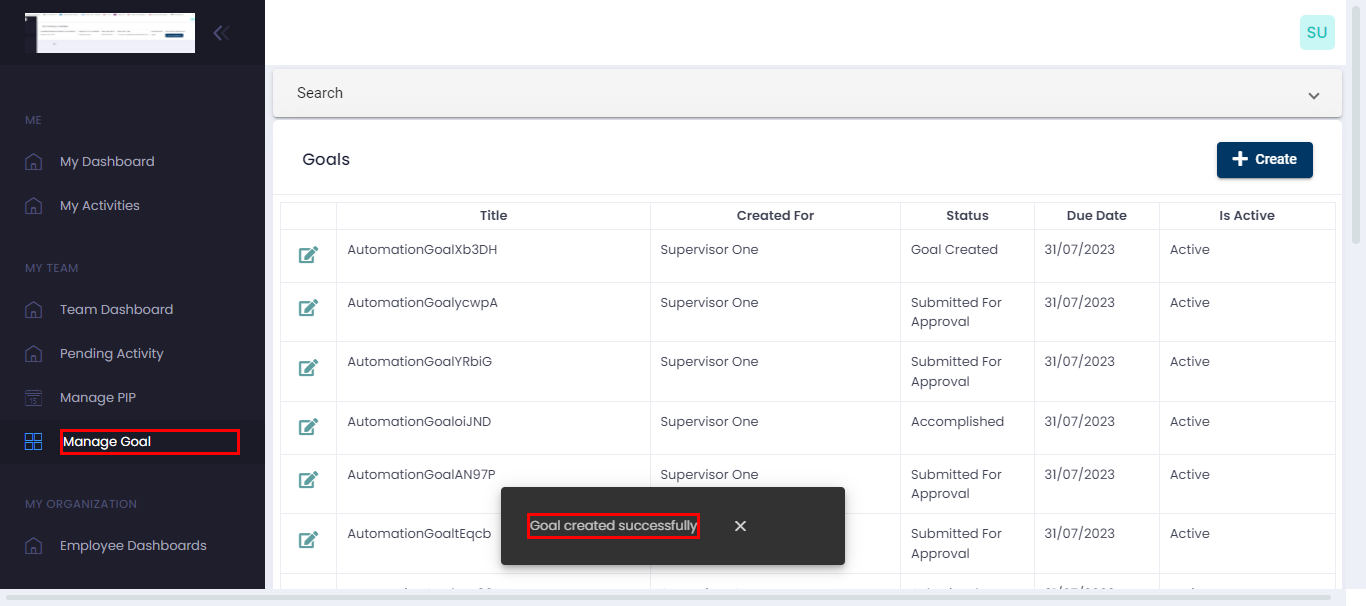 SU
ME
My Dashboard
My Activities
MY TEAM
Team Dashboard
Pending Activity
Manage PIP
Manage Goal
MY ORGANIZATION
Employee Dashboards
Search
Goals
Create
Title Created For Status Due Date Is Active
AutomationGoalXb3DH Supervisor One Goal Created 31/07/2023 Active
AutomationGoalycwpA Supervisor One Submitted For 31/07/2023 Active
Approval
AutomationGoalYRbiG Supervisor One Submitted For 31/07/2023 Active
Approval
AutomationGoaloiJND Supervisor One Accomplished 31/07/2023 Active
AutomationGoalAN97P Supervisor One Submitted For 31/07/2023 Active
Approval
AutomationGoaltEqcb Submitted For 31/07/2023 Active
Approval
Goal created successfully